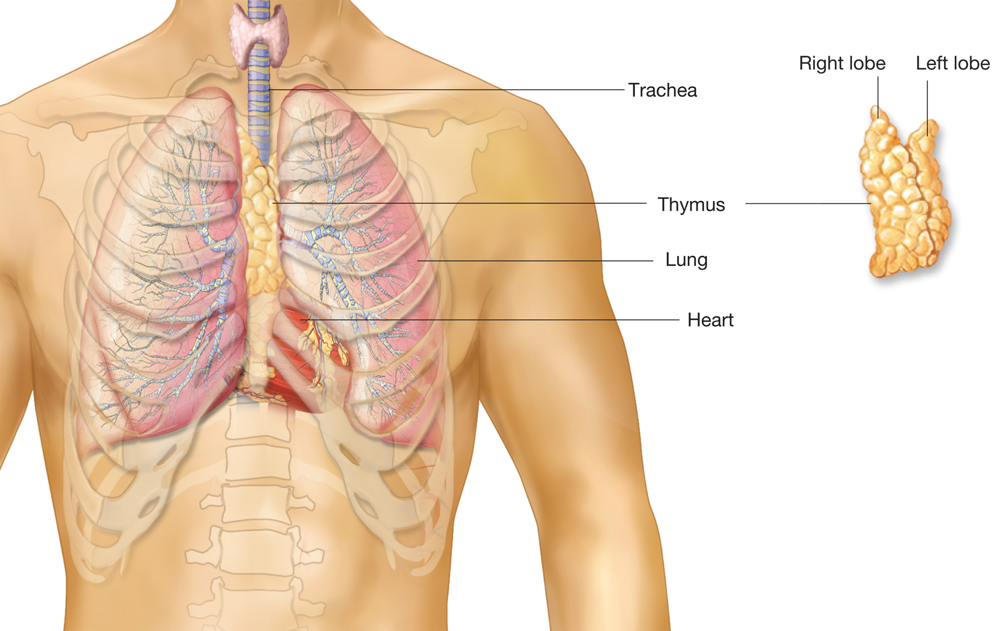 Right lobe
Left lobe
Trachea
Thymus
Lung
Heart